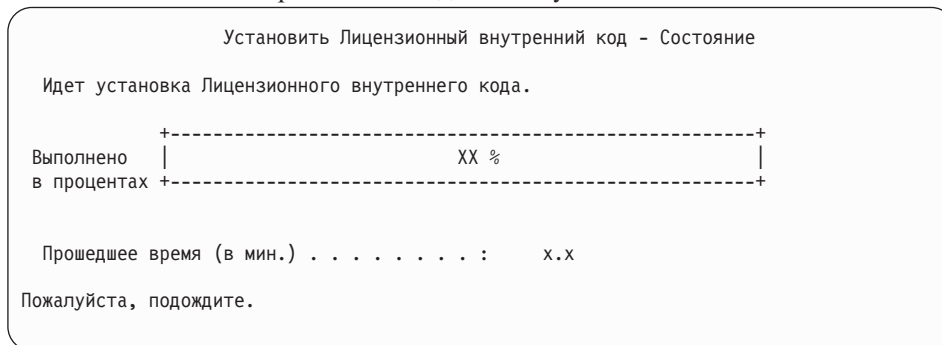 Установить Лицензионный внутренний код - Состояние
Идет установка Лицензионного внутреннего кода.
+-------------------------------------------------------+
Выполнено | XX % |
в процентах +-------------------------------------------------------+
Прошедшее время (в мин.) . . . . . . . . : x.x
Пожалуйста, подождите.